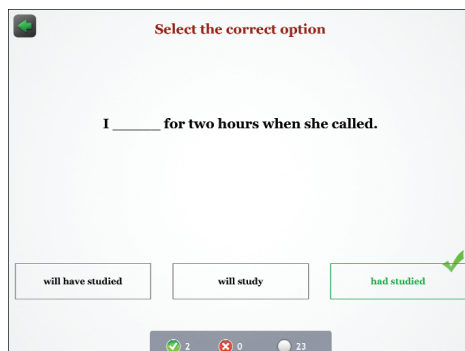 Select the correct option
I _____ for two hours when she called.
will have studied
will study
had studied
2 0 23